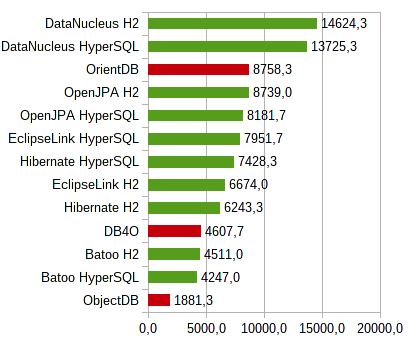 DataNucleus H2 14624,3
DataNucleus HyperSQL 13725,3
OrientDB 8758,3
OpenJPA H2 8739,0
OpenJPA HyperSQL 8181,7
EclipseLink HyperSQL 7951,7
Hibernate HyperSQL 7428,3
EclipseLink H2 6674,0
Hibernate H2 6243,3
DB4O 4607,7
Batoo H2 4511,0
Batoo HyperSQL 4247,0
ObjectDB 1881,3
0,0 5000,0 10000,0 15000,0 20000,0